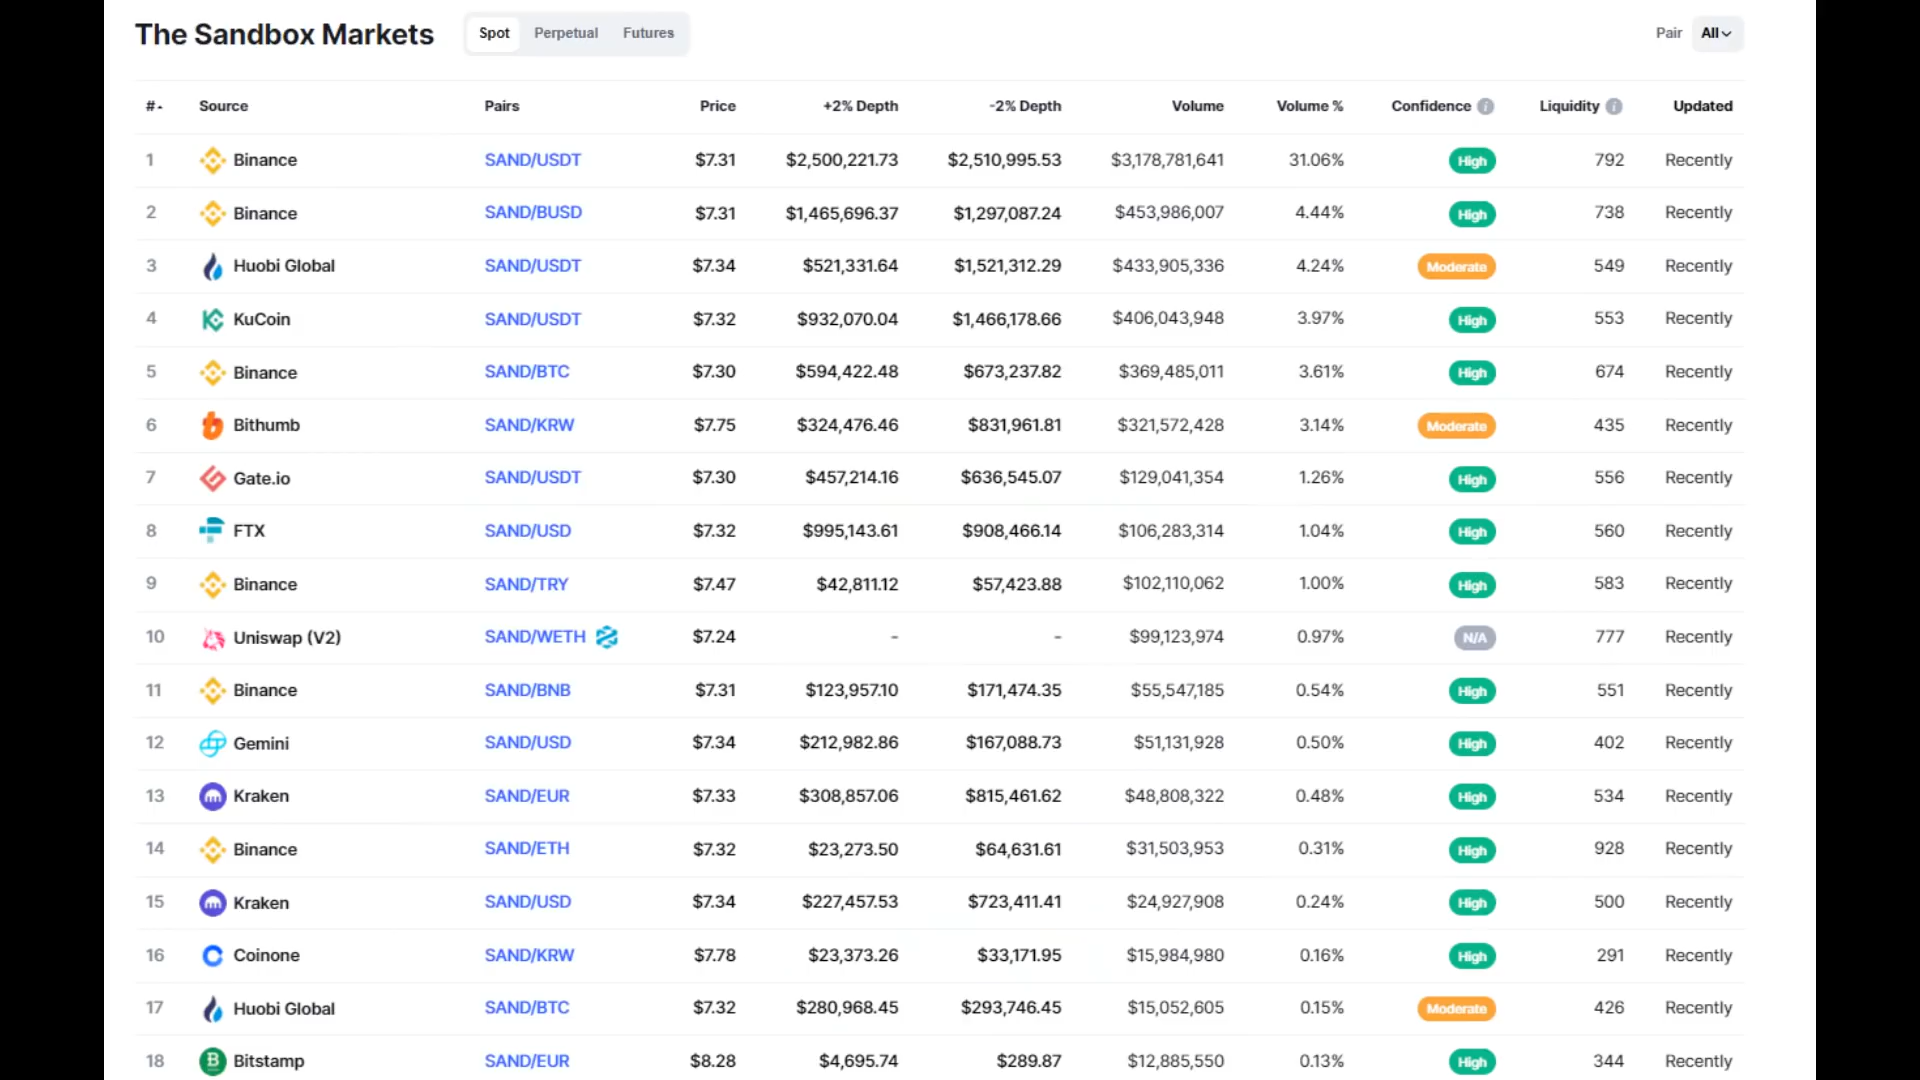 The Sandbox Markets Spot Perpetual Futures Pair All
# Source Pairs Price +2% Depth -2% Depth Volume Volume % Confidence Liquidity Updated
1 Binance SAND/USDT $7.31 $2,500,221.73 $2,510,995.53 $3,178,781,641 31.06% High 792 Recently
2 Binance SAND/BUSD $7.31 $1,465,696.37 $1,297,087.24 $453,986,007 4.44% High 738 Recently
3 Huobi Global SAND/USDT $7.34 $521,331.64 $1,521,312.29 $433,905,336 4.24% Moderate 549 Recently
4 KuCoin SAND/USDT $7.32 $932,070.04 $1,466,178.66 $406,043,948 3.97% High 553 Recently
5 Binance SAND/BTC $7.30 $594,422.48 $673,237.82 $369,485,011 3.61% High 674 Recently
6 Bithumb SAND/KRW $7.75 $324,476.46 $831,961.81 $321,572,428 3.14% Moderate 435 Recently
7 Gate.io SAND/USDT $7.30 $457,214.16 $636,545.07 $129,041,354 1.26% High 556 Recently
8 FTX SAND/USD $7.32 $995,143.61 $908,466.14 $106,283,314 1.04% High 560 Recently
9 Binance SAND/TRY $7.47 $42,811.12 $57,423.88 $102,110,062 1.00% High 583 Recently
10 Uniswap (V2) SAND/WETH $7.24 - - $99,123,974 0.97% N/A 777 Recently
11 Binance SAND/BNB $7.31 $123,957.10 $171,474.35 $55,547,185 0.54% High 551 Recently
12 Gemini SAND/USD $7.34 $212,982.86 $167,088.73 $51,131,928 0.50% High 402 Recently
13 Kraken SAND/EUR $7.33 $308,857.06 $815,461.62 $48,808,322 0.48% High 534 Recently
14 Binance SAND/ETH $7.32 $23,273.50 $64,631.61 $31,503,953 0.31% High 928 Recently
15 Kraken SAND/USD $7.34 $227,457.53 $723,411.41 $24,927,908 0.24% High 500 Recently
16 Coinone SAND/KRW $7.78 $23,373.26 $33,171.95 $15,984,980 0.16% High 291 Recently
17 Huobi Global SAND/BTC $7.32 $280,968.45 $293,746.45 $15,052,605 0.15% Moderate 426 Recently
18 Bitstamp SAND/EUR $8.28 $4,695.74 $289.87 $12,885,550 0.13% High 344 Recently